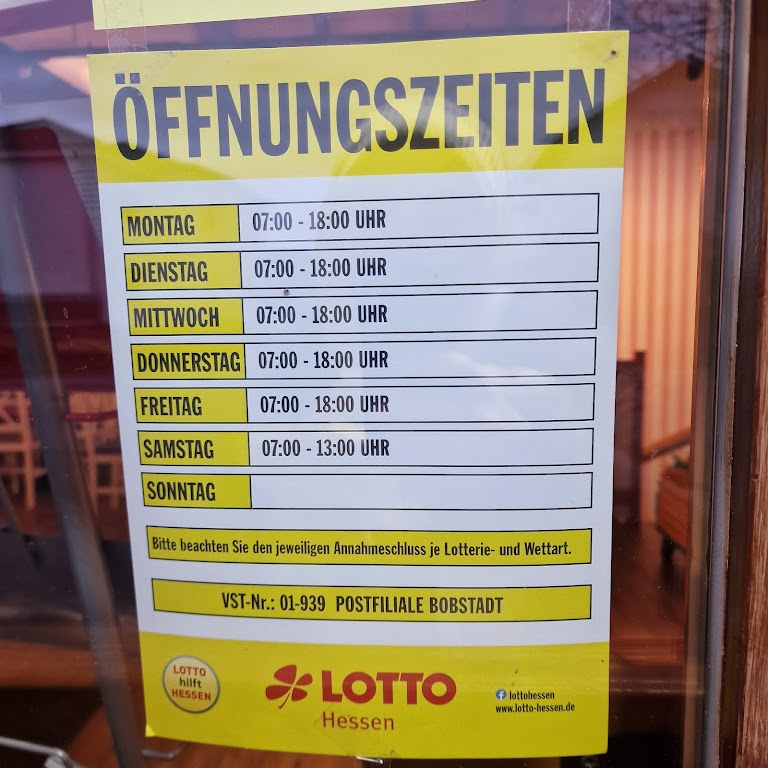 ÖFFNUNGSZEITEN
MONTAG 07:00 - 18:00 UHR
DIENSTAG 07:00 - 18:00 UHR
MITTWOCH 07:00 - 18:00 UHR
DONNERSTAG 07:00 - 18:00 UHR
FREITAG 07:00 - 18:00 UHR
SAMSTAG 07:00 - 13:00 UHR
SONNTAG
Bitte beachten Sie den jeweiligen Annahmeschluss je Lotterie- und Wettart.
VST-Nr.: 01-939 POSTFILIALE BOBSTADT
LOTTO
hilft
HESSEN
LOTTO
Hessen
lottohessen
www.lotto-hessen.de